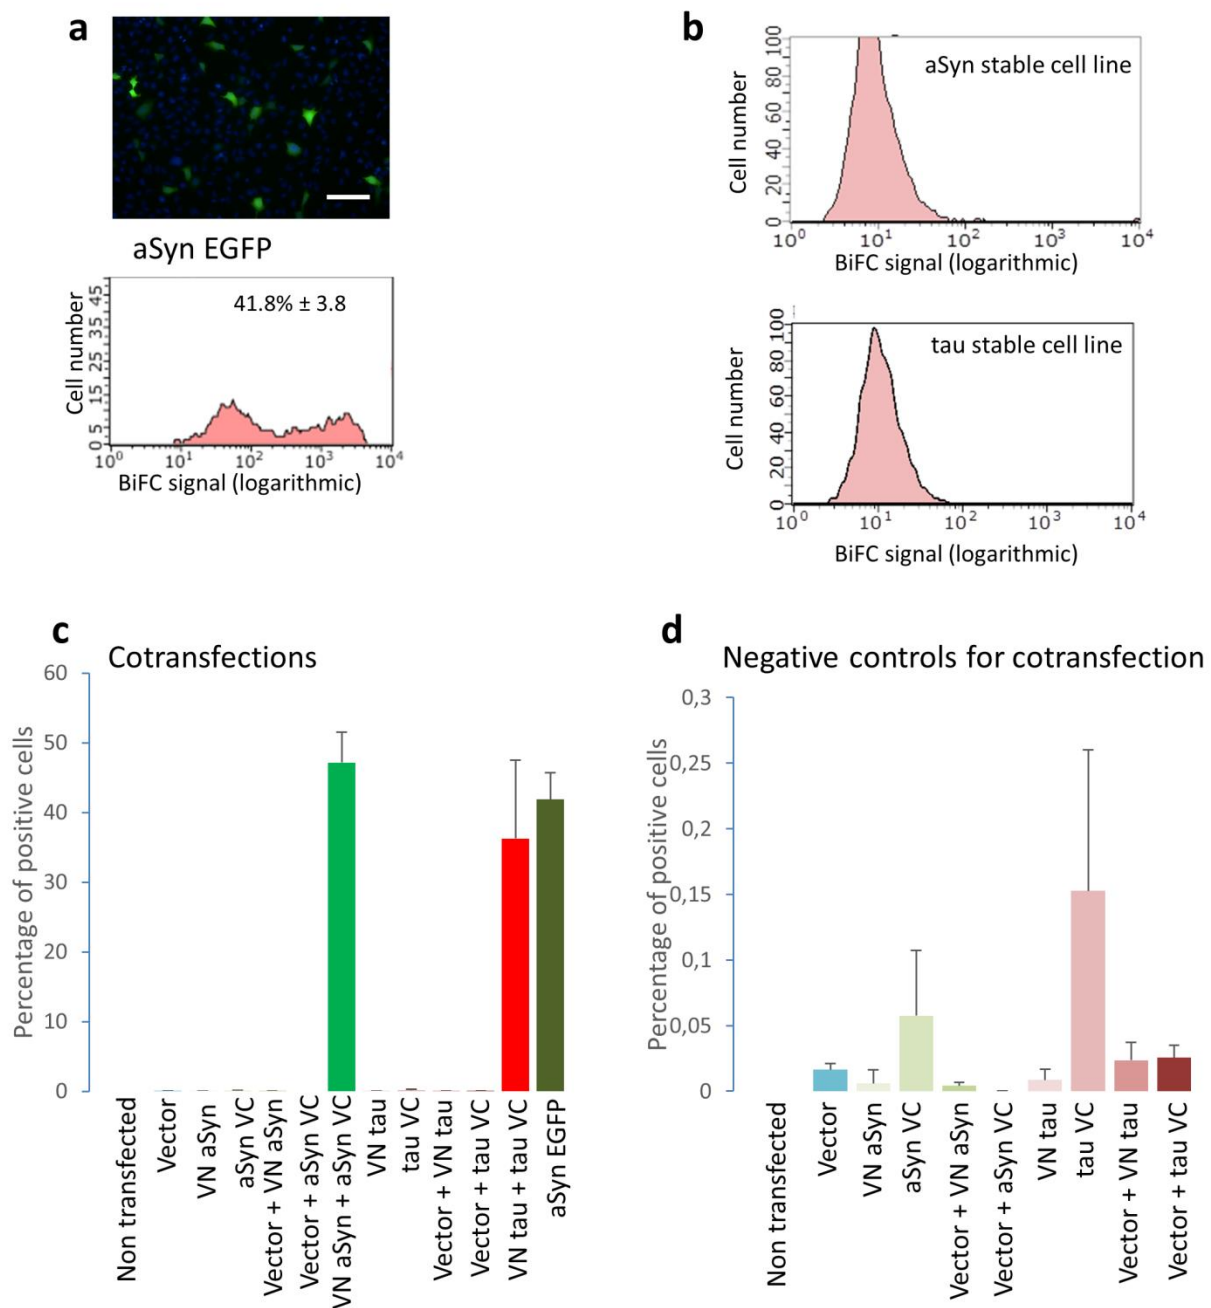 a
aSyn EGFP
41.8% ± 3.8
Cell number
0 5 15 25 35 45
10⁰ 10¹ 10² 10³ 10⁴
BiFC signal (logarithmic)
b
aSyn stable cell line
Cell number
0 20 40 60 80 100
10⁰ 10¹ 10² 10³ 10⁴
BiFC signal (logarithmic)
tau stable cell line
Cell number
0 20 40 60 80 100
10⁰ 10¹ 10² 10³ 10⁴
BiFC signal (logarithmic)
c
Cotransfections
Percentage of positive cells
60
50
40
30
20
10
0
Non transfected
Vector
VN aSyn
aSyn VC
Vector + VN aSyn
Vector + aSyn VC
VN aSyn + aSyn VC
VN tau
tau VC
Vector + VN tau
Vector + tau VC
VN tau + tau VC
aSyn EGFP
d
Negative controls for cotransfection
Percentage of positive cells
0,3
0,25
0,2
0,15
0,1
0,05
0
Non transfected
Vector
VN aSyn
aSyn VC
Vector + VN aSyn
Vector + aSyn VC
VN tau
tau VC
Vector + VN tau
Vector + tau VC